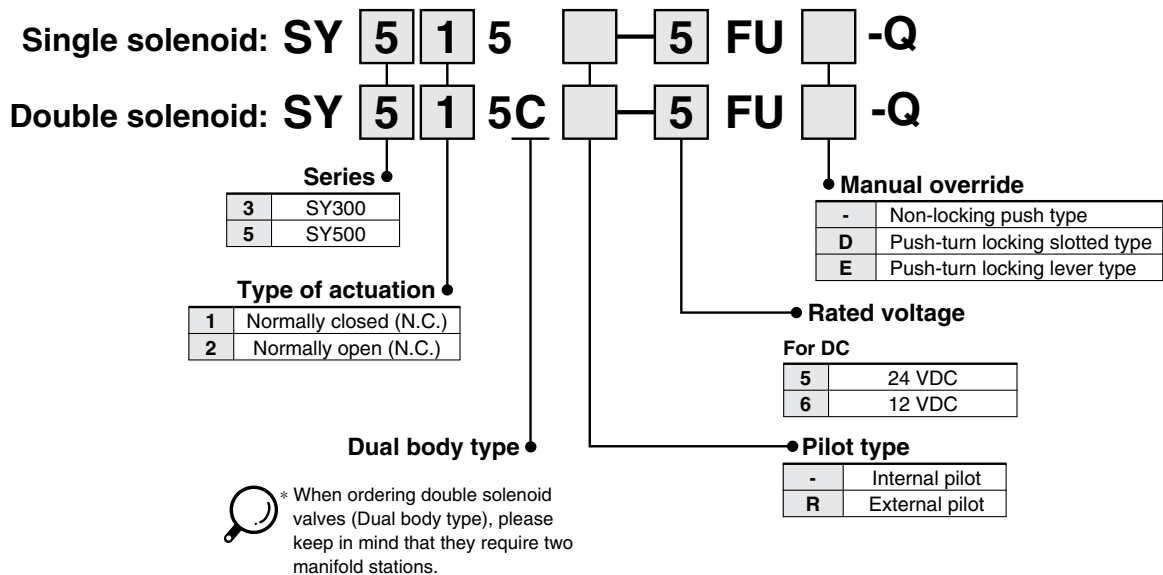 Single solenoid: SY 5 1 5 - 5 FU -Q
Double solenoid: SY 5 1 5C - 5 FU -Q
Series
3 SY300
5 SY500
Type of actuation
1 Normally closed (N.C.)
2 Normally open (N.C.)
Dual body type
* When ordering double solenoid
valves (Dual body type), please
keep in mind that they require two
manifold stations.
Manual override
- Non-locking push type
D Push-turn locking slotted type
E Push-turn locking lever type
Rated voltage
For DC
5 24 VDC
6 12 VDC
Pilot type
- Internal pilot
R External pilot